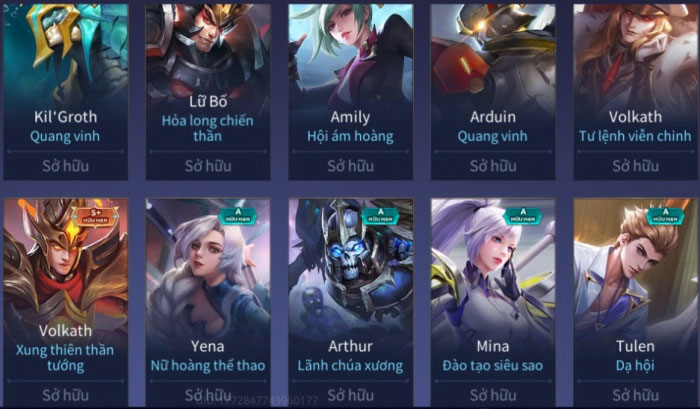 Kil'Groth
Quang vinh
Sở hữu
Lữ Bố
Hỏa long chiến
thần
Sở hữu
Amily
Hội ám hoàng
Sở hữu
Arduin
Quang vinh
Sở hữu
Volkath
Tư lệnh viễn chinh
Sở hữu
S+
HỮU HẠN
Volkath
Xung thiên thần
tướng
Sở hữu
A
HỮU HẠN
Yena
Nữ hoàng thể thao
Sở hữu
A
HỮU HẠN
Arthur
Lãnh chúa xương
Sở hữu
A
HỮU HẠN
Mina
Đào tạo siêu sao
Sở hữu
A
HỮU HẠN
Tulen
Dạ hội
Sở hữu